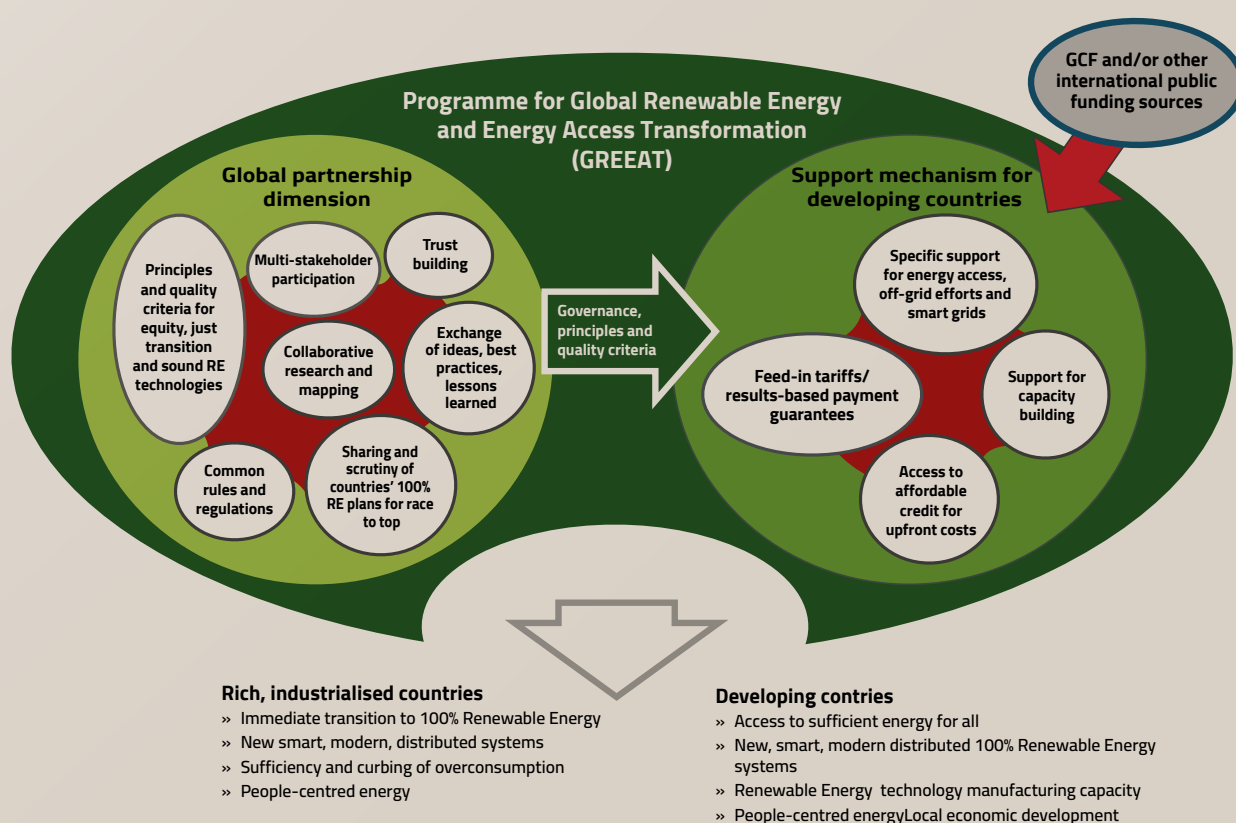 GCF and/or other
international public
funding sources
Programme for Global Renewable Energy
and Energy Access Transformation
(GREEAT)
Global partnership
dimension
Principles
and quality
criteria for
equity, just
transition
and sound RE
technologies
Multi-stakeholder
participation
Trust
building
Collaborative
research and
mapping
Exchange
of ideas, best
practices,
lessons
learned
Common
rules and
regulations
Sharing and
scrutiny of
countries’ 100%
RE plans for race
to top
Governance,
principles and
quality criteria
Support mechanism for
developing countries
Specific support
for energy access,
off-grid efforts and
smart grids
Feed-in tariffs/
results-based payment
guarantees
Support for
capacity
building
Access to
affordable
credit for
upfront costs
Rich, industrialised countries
» Immediate transition to 100% Renewable Energy
» New smart, modern, distributed systems
» Sufficiency and curbing of overconsumption
» People-centred energy
Developing contries
» Access to sufficient energy for all
» New, smart, modern distributed 100% Renewable Energy
systems
» Renewable Energy technology manufacturing capacity
» People-centred energyLocal economic development